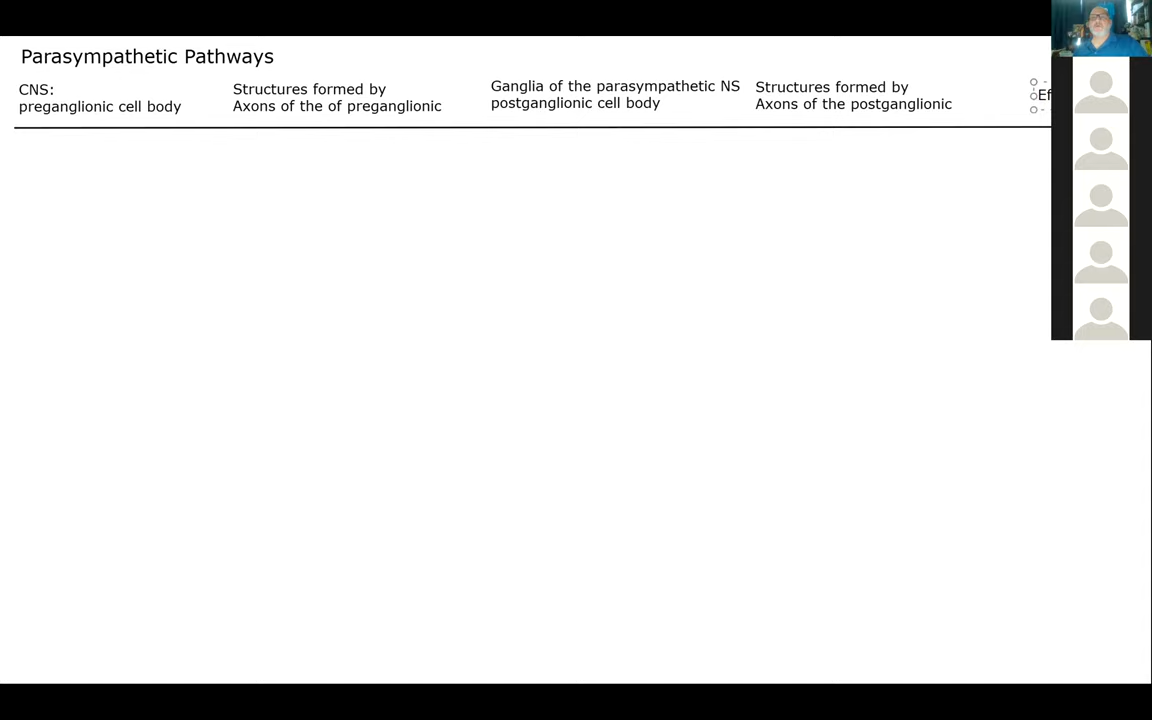 Parasympathetic Pathways
CNS:
preganglionic cell body
Structures formed by
Axons of the of preganglionic
Ganglia of the parasympathetic NS
postganglionic cell body
Structures formed by
Axons of the postganglionic
Ef